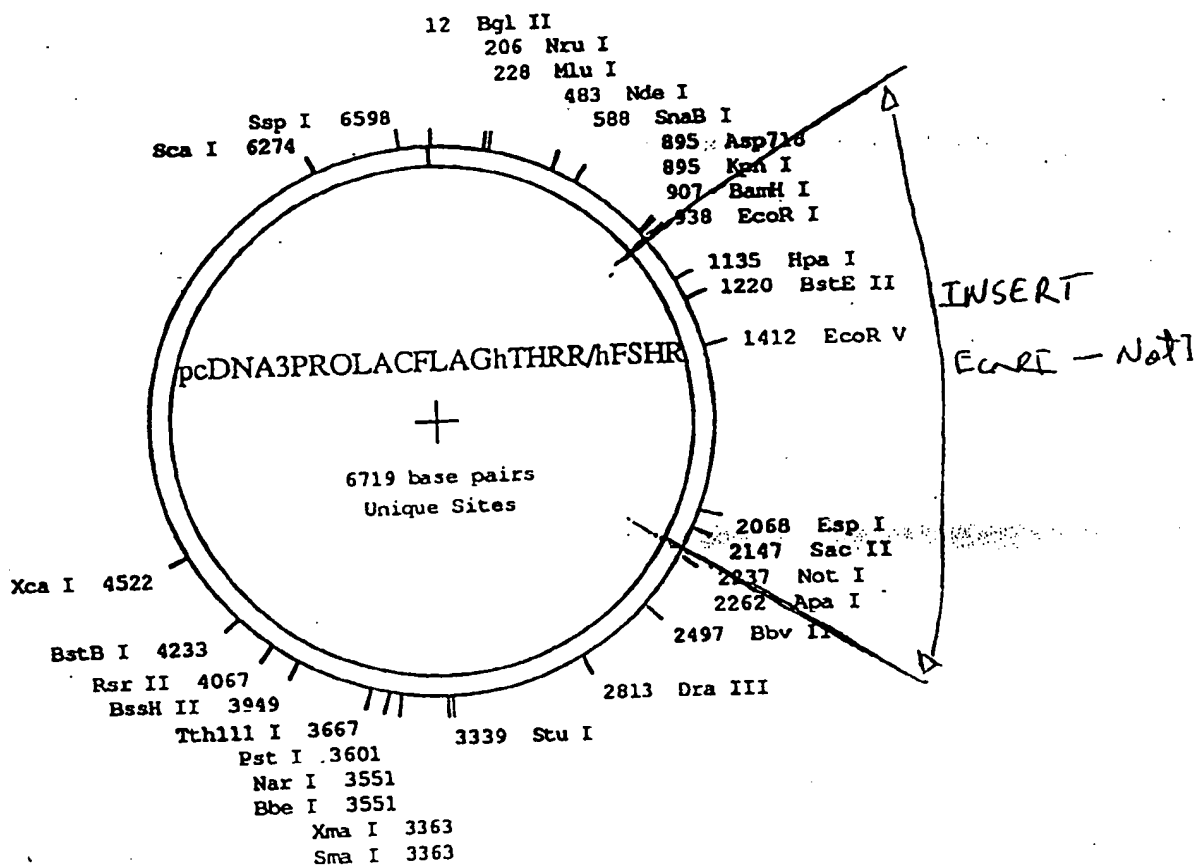 12 Bgl II
206 Nru I
228 Mlu I
483 Nde I
588 SnaB I
895 Asp718
895 Kpn I
907 BamH I
938 EcoR I
1135 Hpa I
1220 BstE II
1412 EcoR V
INSERT
EcoRI - NotI
2068 Esp I
2147 Sac II
2237 Not I
2262 Apa I
2497 Bbv II
2813 Dra III
3339 Stu I
Ssp I 6598
Sca I 6274
pcDNA3PROLACFLAGhTHRR/hFSHR
6719 base pairs
Unique Sites
Xca I 4522
BstB I 4233
Rsr II 4067
BssH II 3949
Tth111 I 3667
Pst I 3601
Nar I 3551
Bbe I 3551
Xma I 3363
Sma I 3363